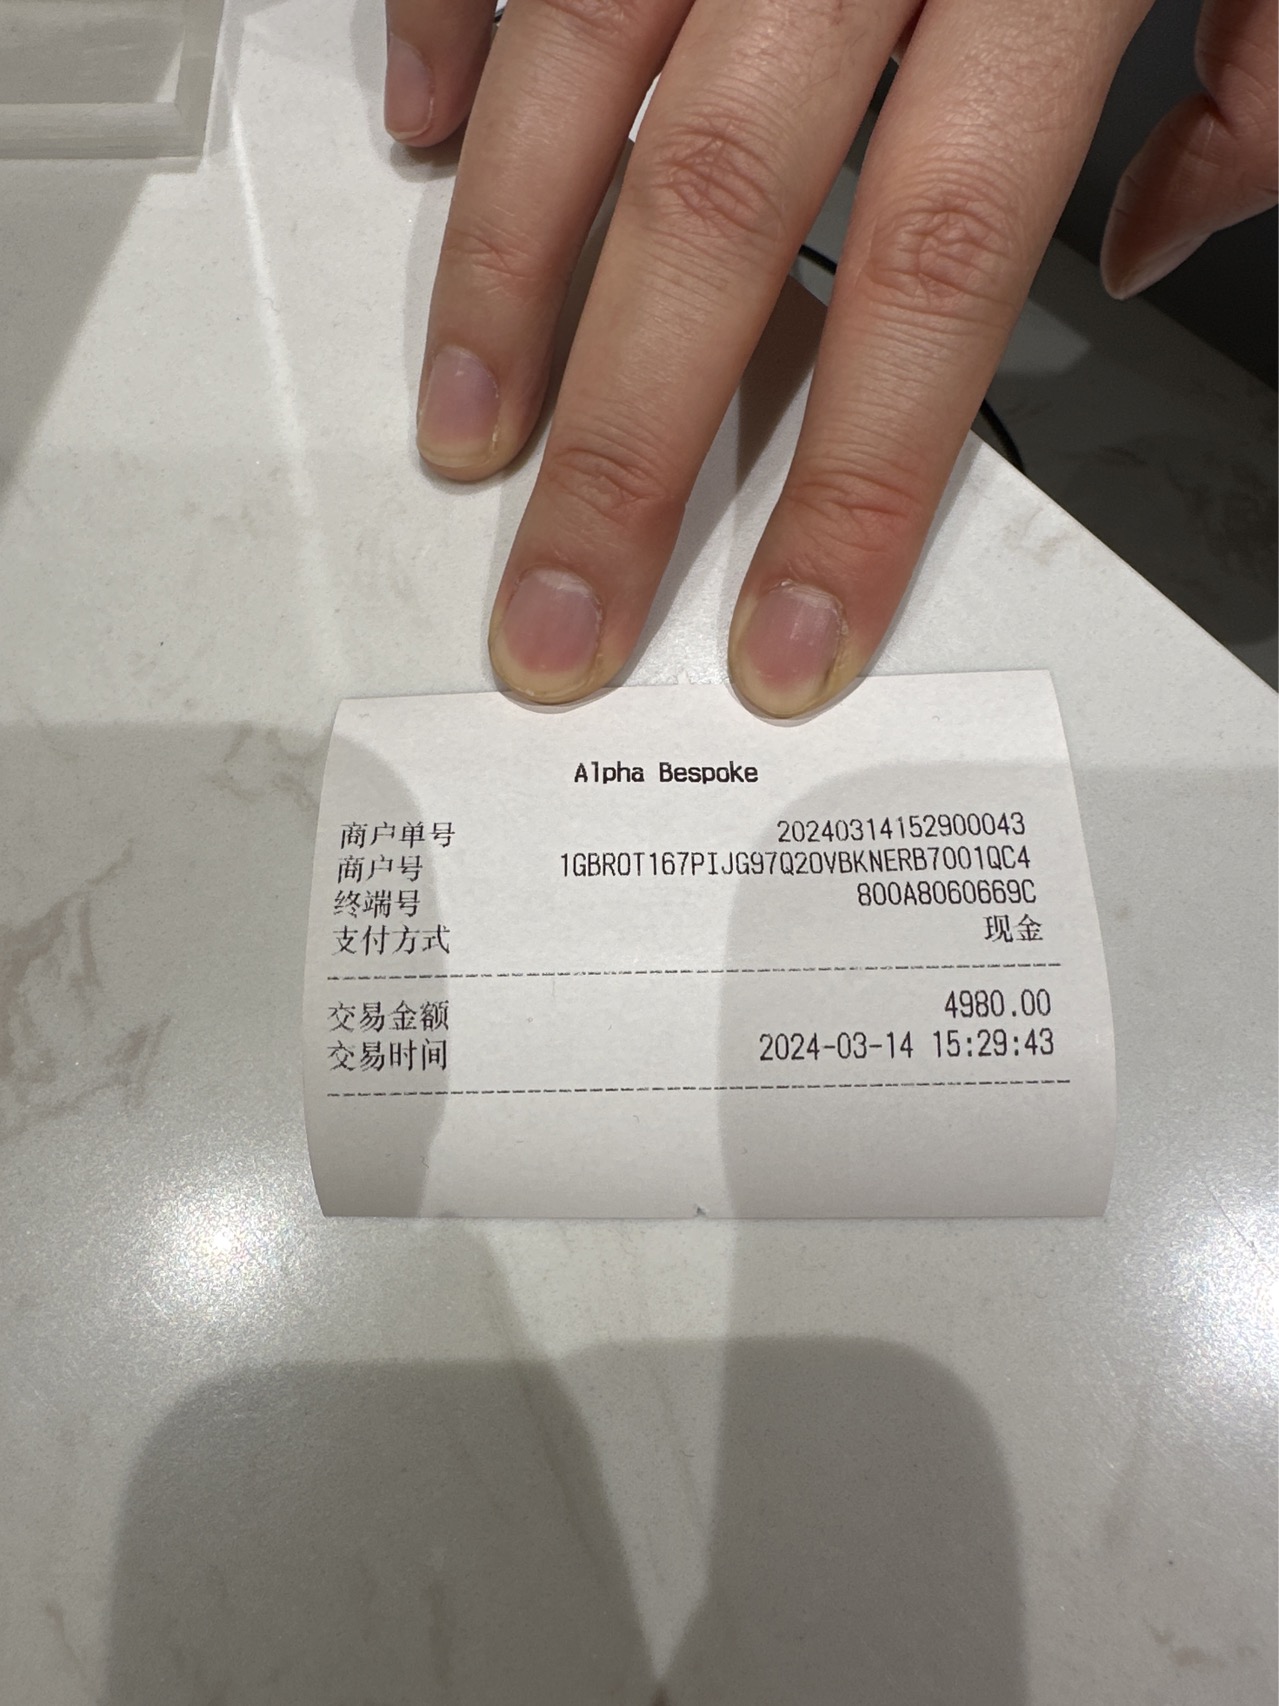 Alpha Bespoke
商户单号 20240314152900043
商户号 1GBR0T167PIJG97Q20VBKNERB7001QC4
终端号 800A8060669C
支付方式 现金
交易金额 4980.00
交易时间 2024-03-14 15:29:43